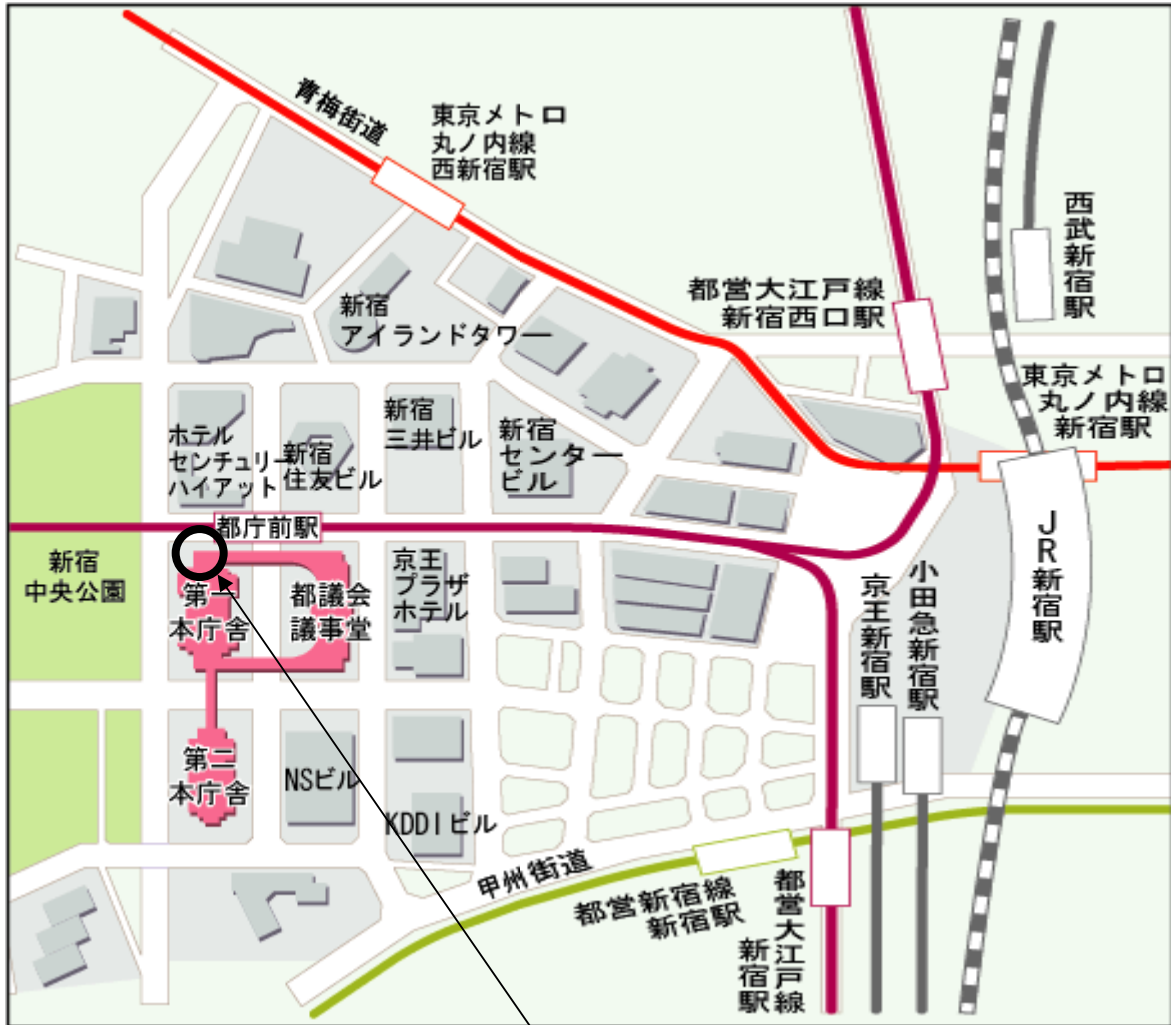 青梅街道
東京メトロ
丸ノ内線
西新宿駅
西武新宿駅
都営大江戸線
新宿西口駅
新宿
アイランドタワー
東京メトロ
丸ノ内線
新宿駅
ホテル
センチュリー
ハイアット
新宿
住友ビル
新宿
三井ビル
新宿
センター
ビル
都庁前駅
JR新宿駅
新宿
中央公園
第一
本庁舎
都議会
議事堂
京王
プラザ
ホテル
京王新宿駅
小田急新宿駅
第二
本庁舎
NSビル
KDDIビル
甲州街道
都営新宿線
新宿駅
都営大江戸線
新宿駅